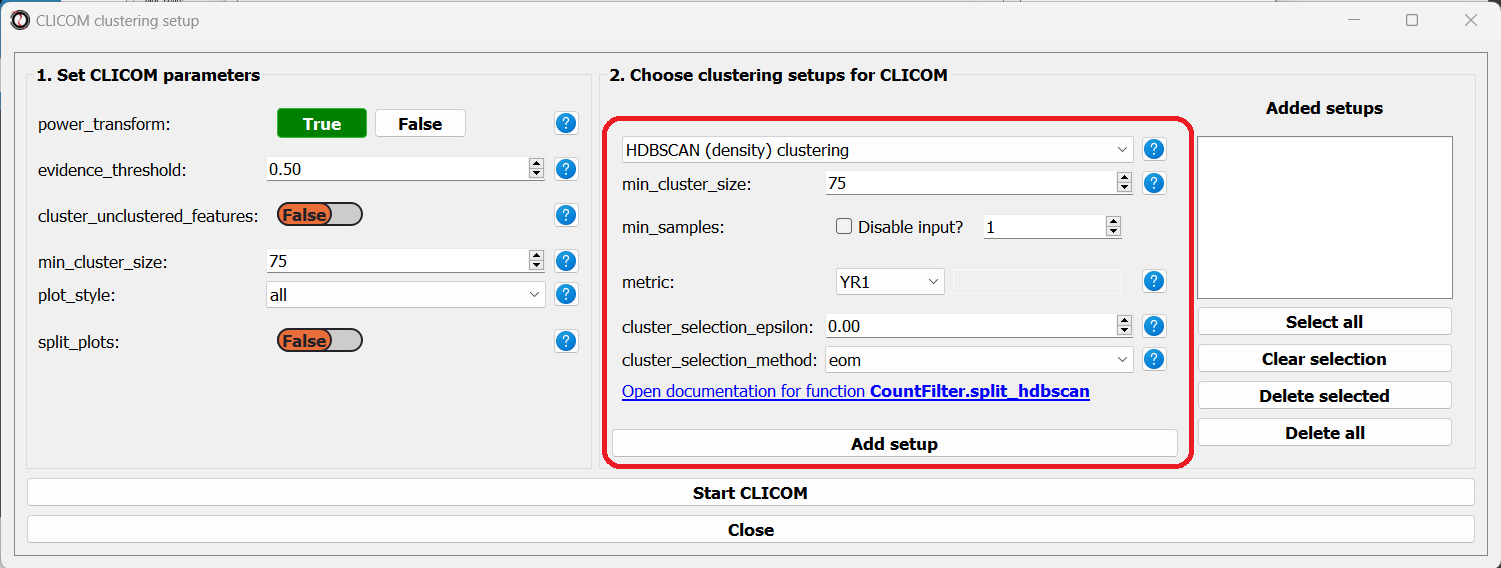 CLICOM clustering setup
1. Set CLICOM parameters
power_transform:
True
False
?
evidence_threshold:
0.50
?
cluster_unclustered_features:
False
?
min_cluster_size:
75
?
plot_style:
all
?
split_plots:
False
?
2. Choose clustering setups for CLICOM
HDBSCAN (density) clustering
?
min_cluster_size:
75
?
min_samples:
Disable input?
1
metric:
YR1
?
cluster_selection_epsilon:
0.00
?
cluster_selection_method:
eom
?
Open documentation for function CountFilter.split_hdbscan
Add setup
Added setups
Select all
Clear selection
Delete selected
Delete all
Start CLICOM
Close